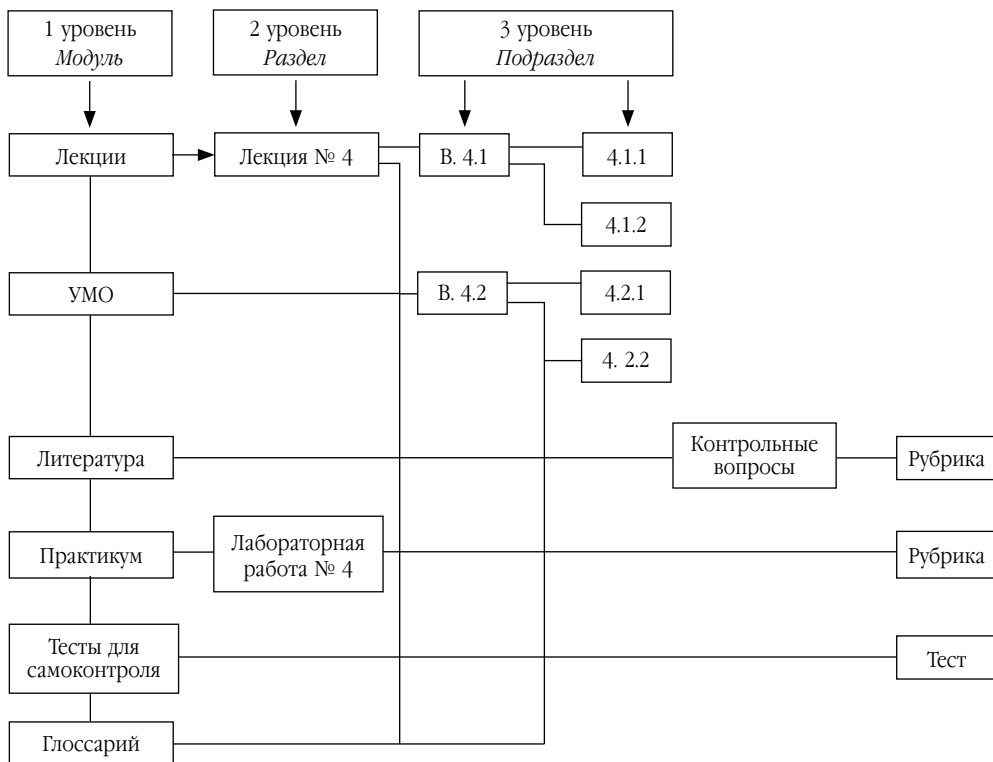 1 уровень
Модуль
2 уровень
Раздел
3 уровень
Подраздел
Лекции
Лекция № 4
В. 4.1
4.1.1
4.1.2
УМО
В. 4.2
4.2.1
4. 2.2
Литература
Контрольные
вопросы
Рубрика
Практикум
Лабораторная
работа № 4
Рубрика
Тесты для
самоконтроля
Тест
Глоссарий